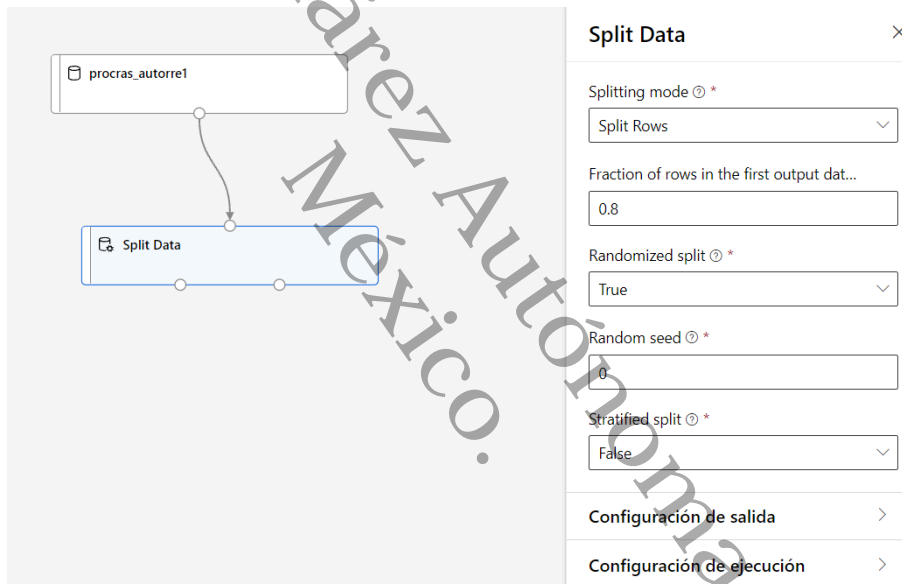 procras_autorre1
Split Data
Split Data
Splitting mode *
Split Rows
Fraction of rows in the first output dat...
0.8
Randomized split *
True
Random seed *
0
Stratified split *
False
Configuración de salida
Configuración de ejecución
árez Autónoma
México.